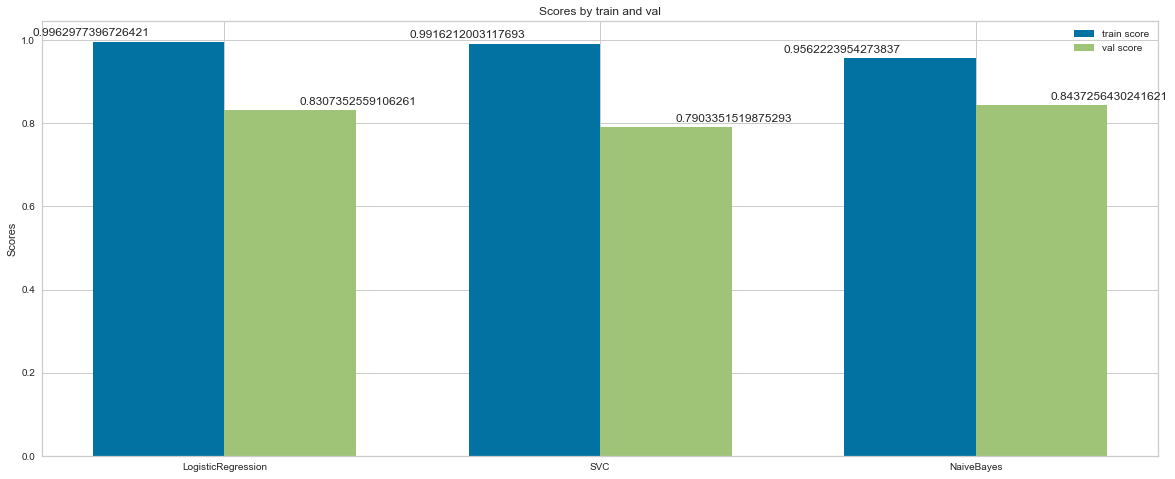 Scores by train and val
0.9962977396726421
0.9916212003117693
0.9562223954273837
train score
val score
0.8307352559106261
0.7903351519875293
0.8437256430241621
1.0
0.8
0.6
0.4
0.2
0.0
Scores
LogisticRegression
SVC
NaiveBayes